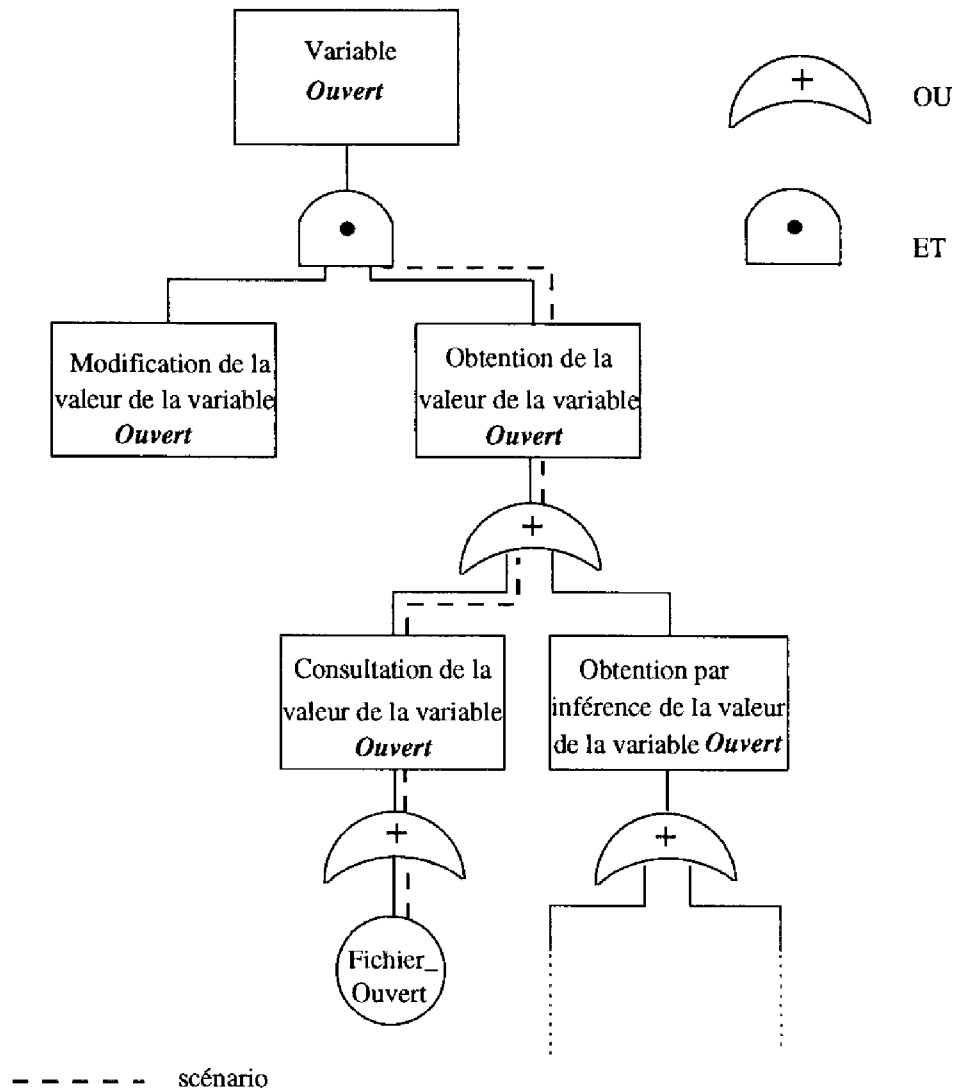 Variable
Ouvert
+
OU
ET
Modification de la
valeur de la variable
Ouvert
Obtention de la
valeur de la variable
Ouvert
+
Consultation de la
valeur de la variable
Ouvert
Obtention par
inférence de la valeur
de la variable Ouvert
+
+
Fichier_
Ouvert
scénario